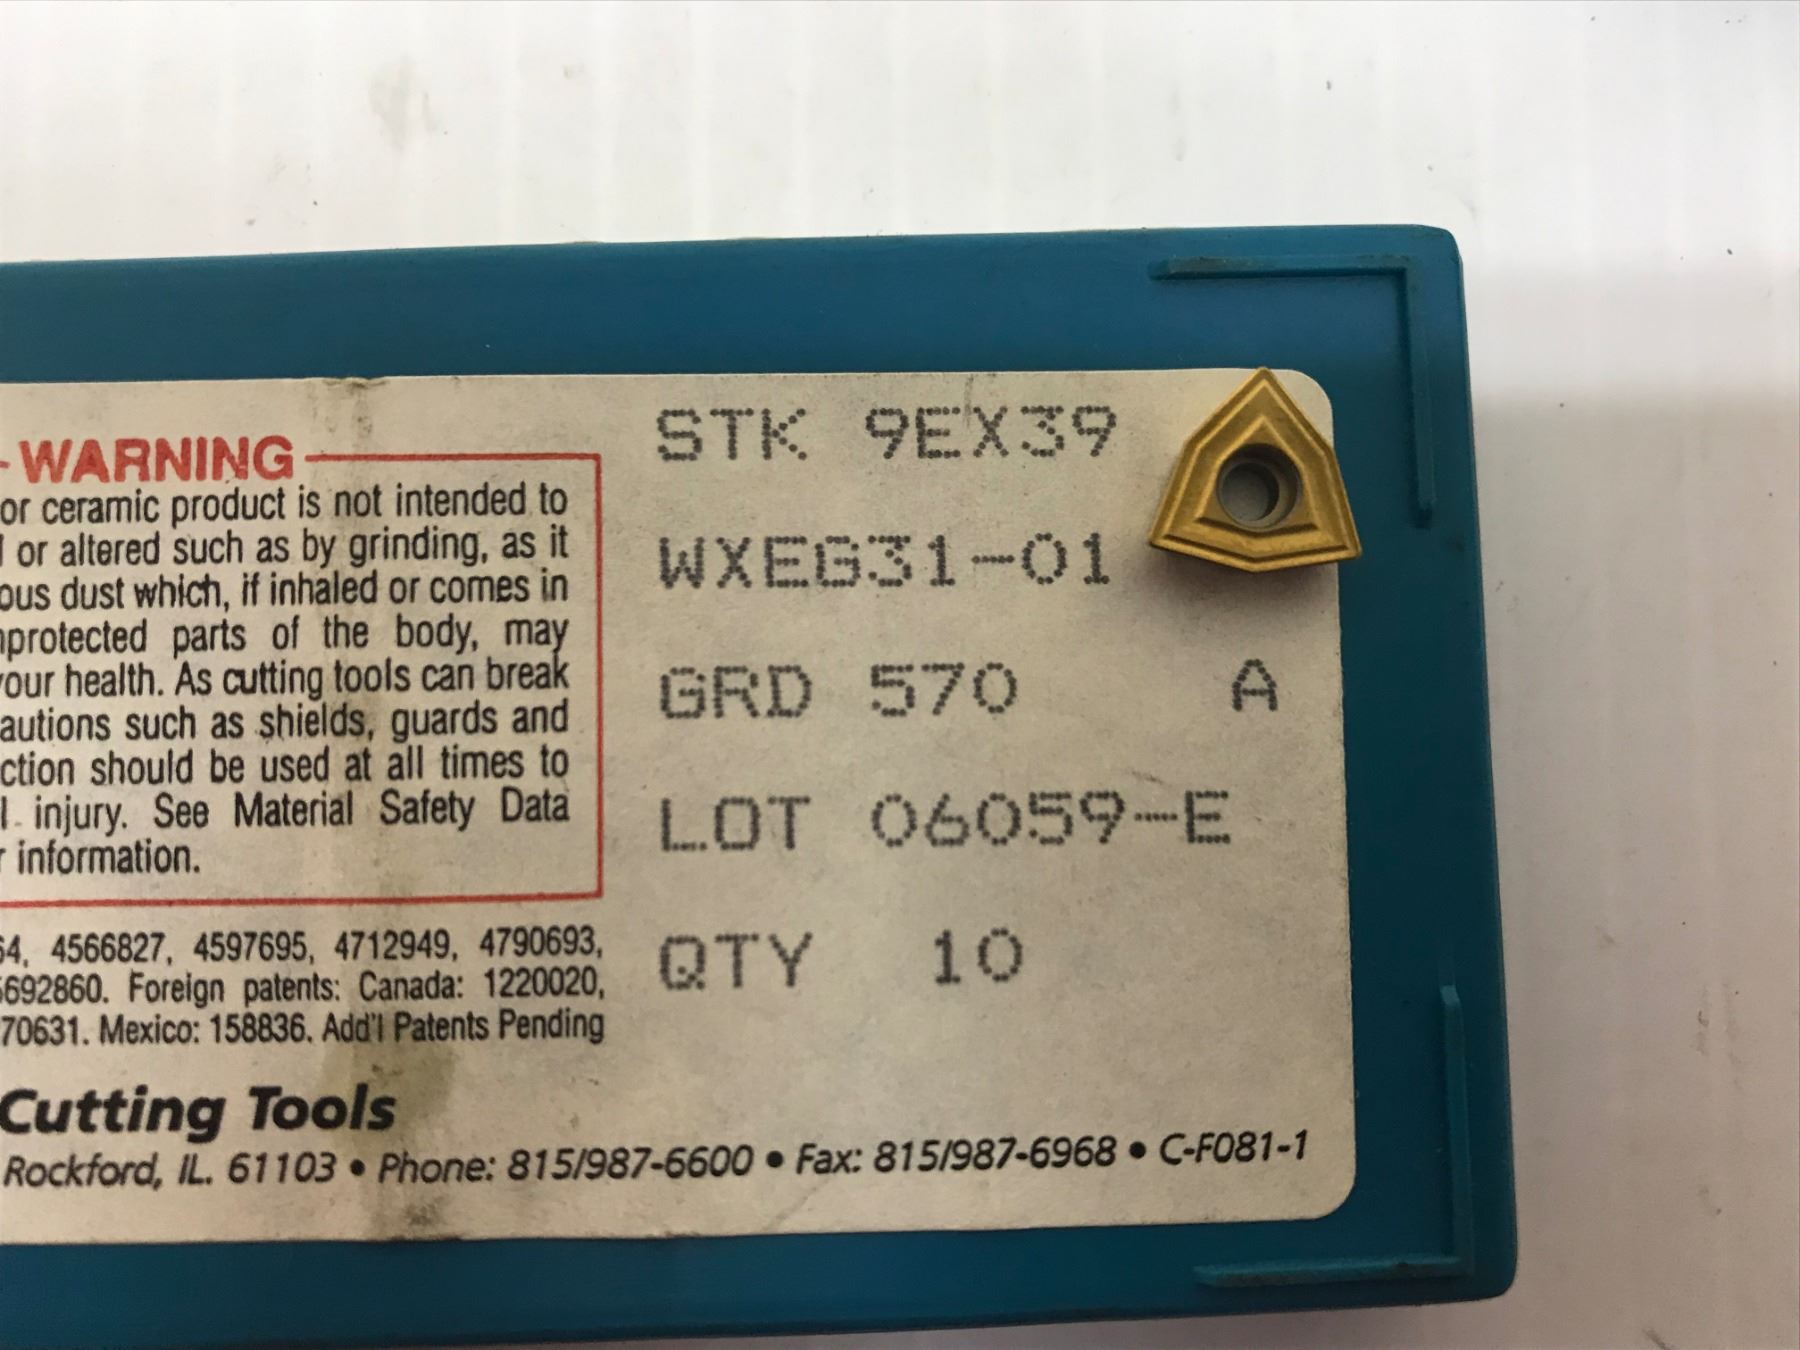 WARNING
or ceramic product is not intended to
or altered such as by grinding, as it
ous dust which, if inhaled or comes in
nprotected parts of the body, may
your health. As cutting tools can break
autions such as shields, guards and
ction should be used at all times to
l injury. See Material Safety Data
r information.
64, 4566827, 4597695, 4712949, 4790693,
5692860. Foreign patents: Canada: 1220020,
70631. Mexico: 158836. Add'l Patents Pending
Cutting Tools
Rockford, IL. 61103 • Phone: 815/987-6600 • Fax: 815/987-6968 • C-F081-1
STK 9EX39
WXEG31-01
GRD 570 A
LOT 06059-E
QTY 10